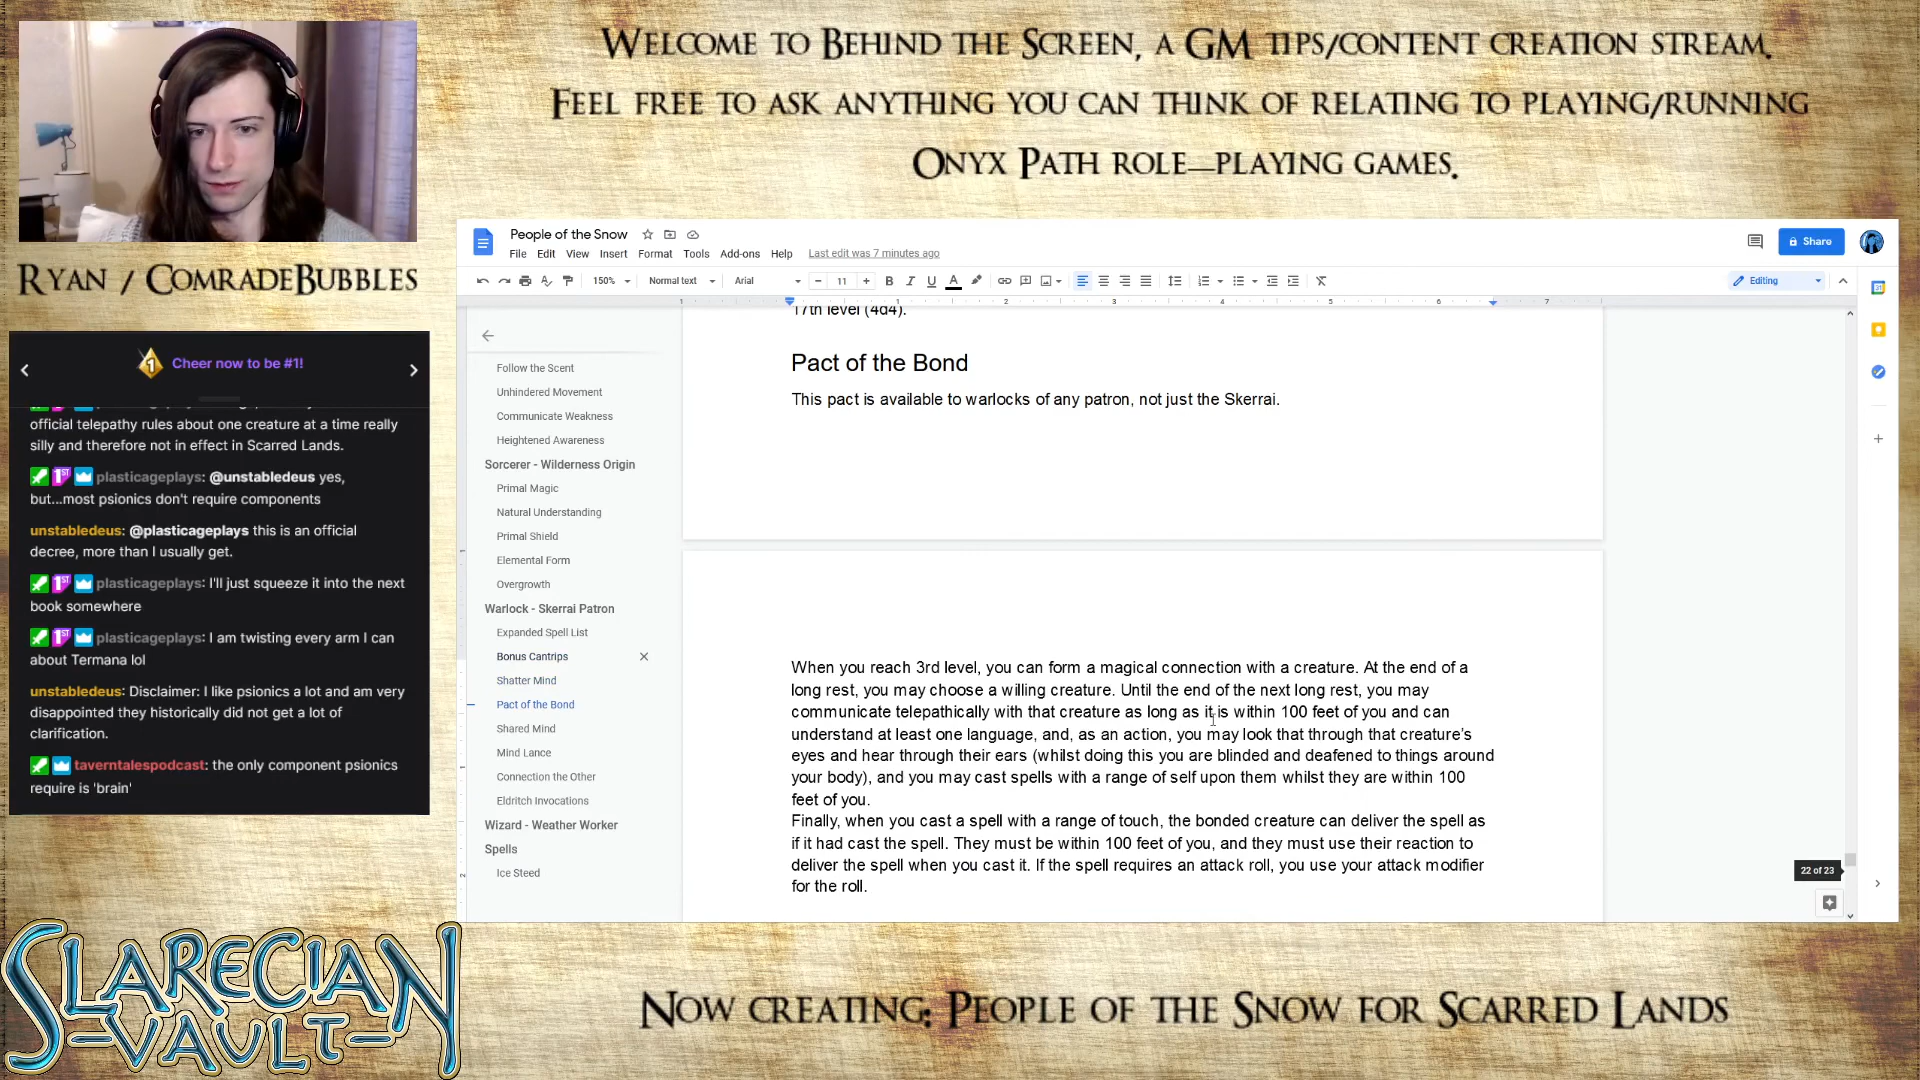 Welcome to Behind the Screen, a GM tips/content creation stream.
Feel free to ask anything you can think of relating to playing/running
Onyx Path role—playing games.
Ryan / ComradeBubbles
1
Cheer now to be #1!
official telepathy rules about one creature at a time really
silly and therefore not in effect in Scarred Lands.
plasticageplays: @unstabledeus yes,
but...most psionics don't require components
unstabledeus: @plasticageplays this is an official
decree, more than I usually get.
plasticageplays: I'll just squeeze it into the next
book somewhere
plasticageplays: I am twisting every arm I can
about Termana lol
unstabledeus: Disclaimer: I like psionics a lot and am very
disappointed they historically did not get a lot of
clarification.
taverntalespodcast: the only component psionics
require is 'brain'
People of the Snow
Share
File Edit View Insert Format Tools Add-ons Help Last edit was 7 minutes ago
150% Normal text Arial - 11 + B I U A Editing
1 1 2 3 4 5 6 7
Follow the Scent
Unhindered Movement
Communicate Weakness
Heightened Awareness
Sorcerer - Wilderness Origin
Primal Magic
Natural Understanding
Primal Shield
Elemental Form
Overgrowth
Warlock - Skerrai Patron
Expanded Spell List
Bonus Cantrips
Shatter Mind
Pact of the Bond
Shared Mind
Mind Lance
Connection the Other
Eldritch Invocations
Wizard - Weather Worker
Spells
Ice Steed
17th level (4d4).
Pact of the Bond
This pact is available to warlocks of any patron, not just the Skerrai.
When you reach 3rd level, you can form a magical connection with a creature. At the end of a
long rest, you may choose a willing creature. Until the end of the next long rest, you may
communicate telepathically with that creature as long as it is within 100 feet of you and can
understand at least one language, and, as an action, you may look that through that creature's
eyes and hear through their ears (whilst doing this you are blinded and deafened to things around
your body), and you may cast spells with a range of self upon them whilst they are within 100
feet of you.
Finally, when you cast a spell with a range of touch, the bonded creature can deliver the spell as
if it had cast the spell. They must be within 100 feet of you, and they must use their reaction to
deliver the spell when you cast it. If the spell requires an attack roll, you use your attack modifier
for the roll.
22 of 23
Slarecian
Vault
Now creating: People of the Snow for Scarred Lands